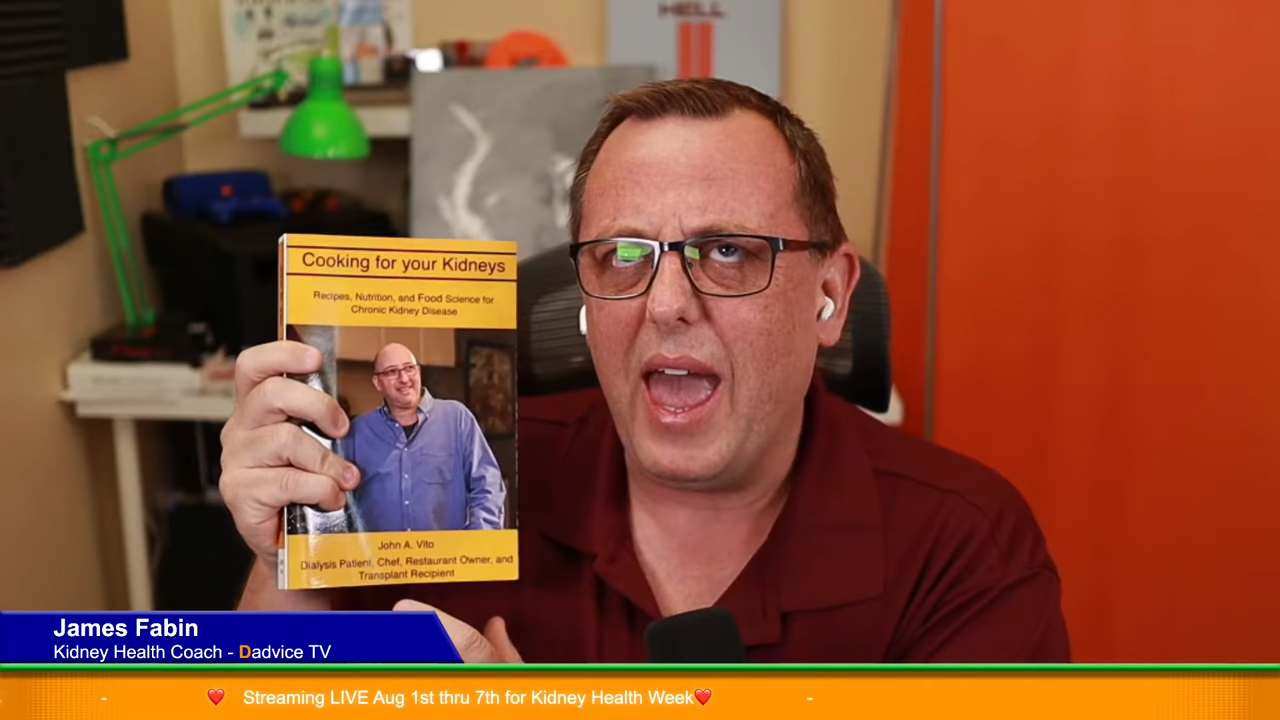 HELL
Cooking for your Kidneys
Recipes, Nutrition, and Food Science for
Chronic Kidney Disease
John A. Vito
Dialysis Patient, Chef, Restaurant Owner, and
Transplant Recipient
James Fabin
Kidney Health Coach - Dadvice TV
- ❤️ Streaming LIVE Aug 1st thru 7th for Kidney Health Week❤️ -